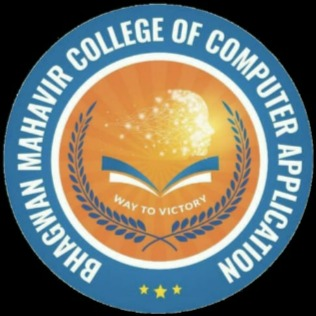 BHAGWAN MAHAVIR COLLEGE OF COMPUTER APPLICATION
WAY TO VICTORY